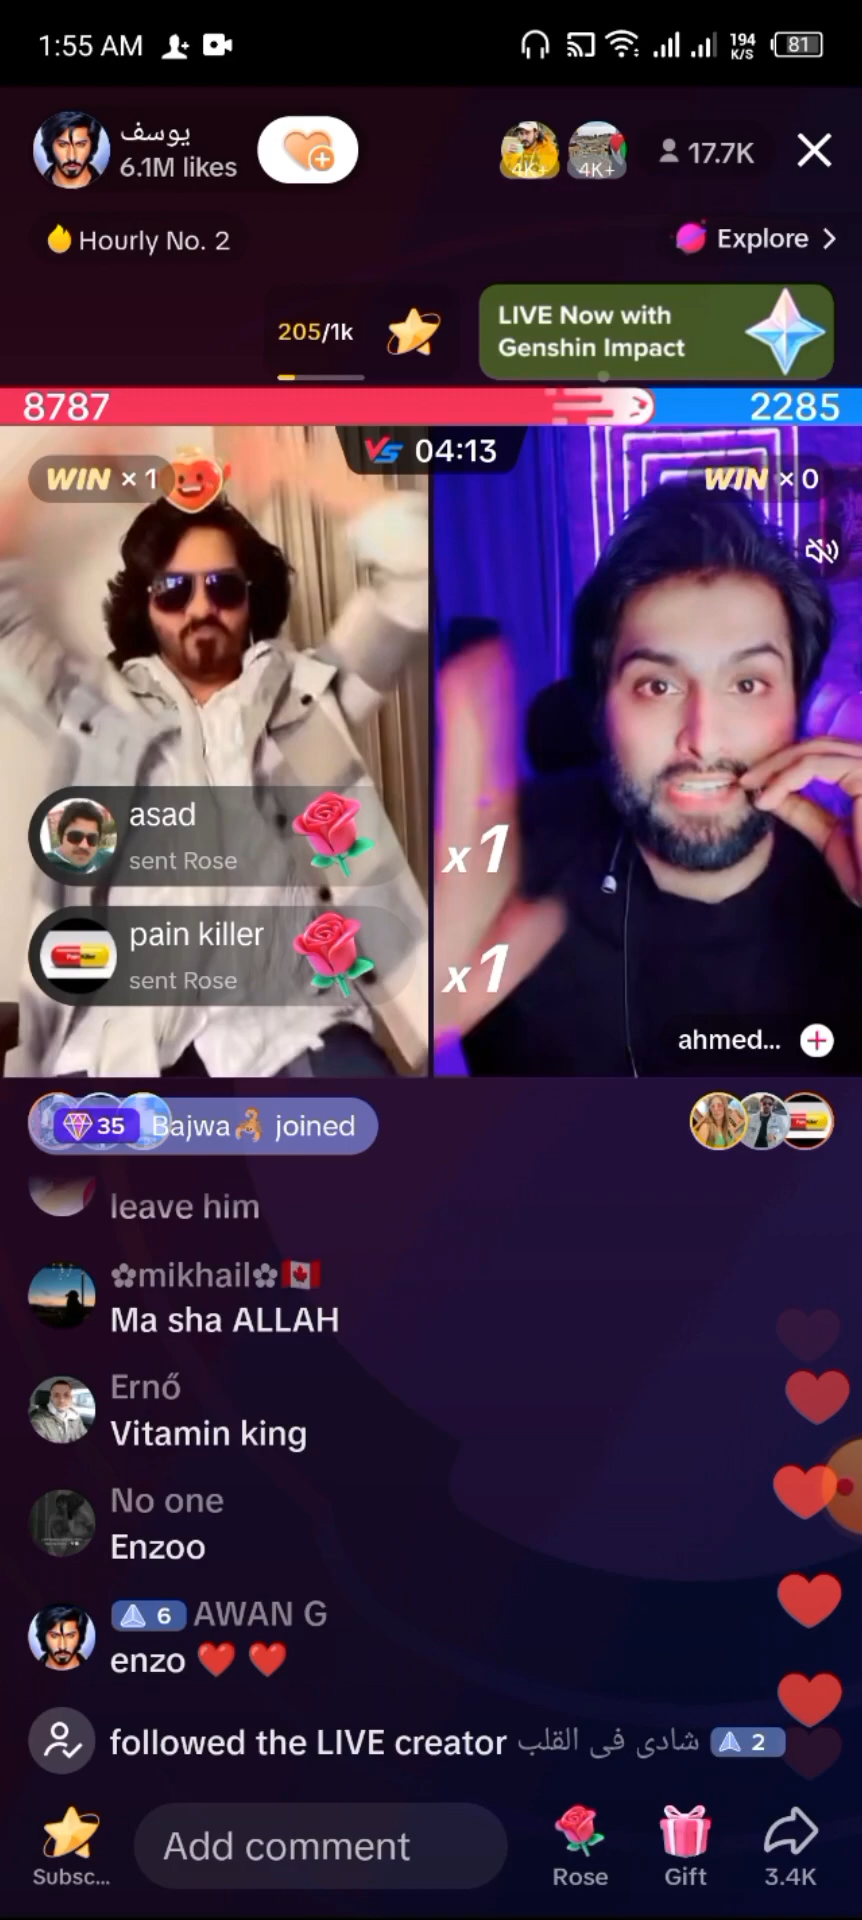 1:55 AM
194
K/S
81
يوسف
6.1M likes
4K+
4K+
17.7K
Hourly No. 2
Explore
205/1k
LIVE Now with
Genshin Impact
8787
2285
VS 04:13
WIN × 1
WIN × 0
asad
sent Rose
x1
pain killer
sent Rose
x1
ahmed...
35 Bajwa🦂 joined
leave him
✿mikhail✿🇨🇦
Ma sha ALLAH
Ernő
Vitamin king
No one
Enzoo
6 AWAN G
enzo ❤️ ❤️
followed the LIVE creator شادى فى القلب 2
Subsc...
Add comment
Rose
Gift
3.4K